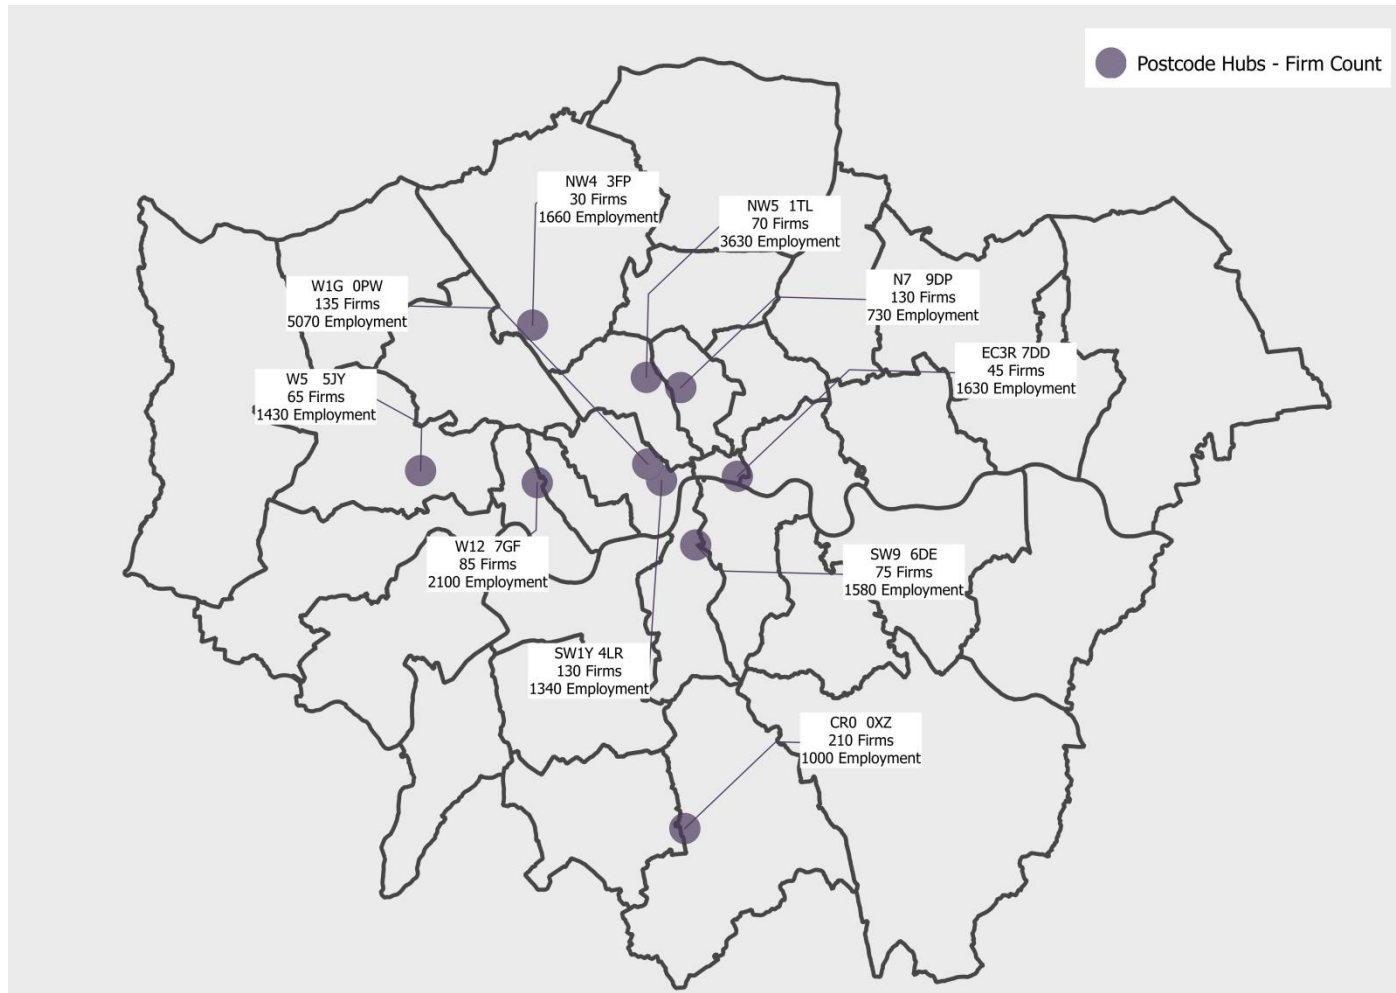 Postcode Hubs - Firm Count
NW4 3FP
30 Firms
1660 Employment
NW5 1TL
70 Firms
3630 Employment
W1G 0PW
135 Firms
5070 Employment
N7 9DP
130 Firms
730 Employment
EC3R 7DD
45 Firms
1630 Employment
W5 5JY
65 Firms
1430 Employment
W12 7GF
85 Firms
2100 Employment
SW9 6DE
75 Firms
1580 Employment
SW1Y 4LR
130 Firms
1340 Employment
CR0 0XZ
210 Firms
1000 Employment